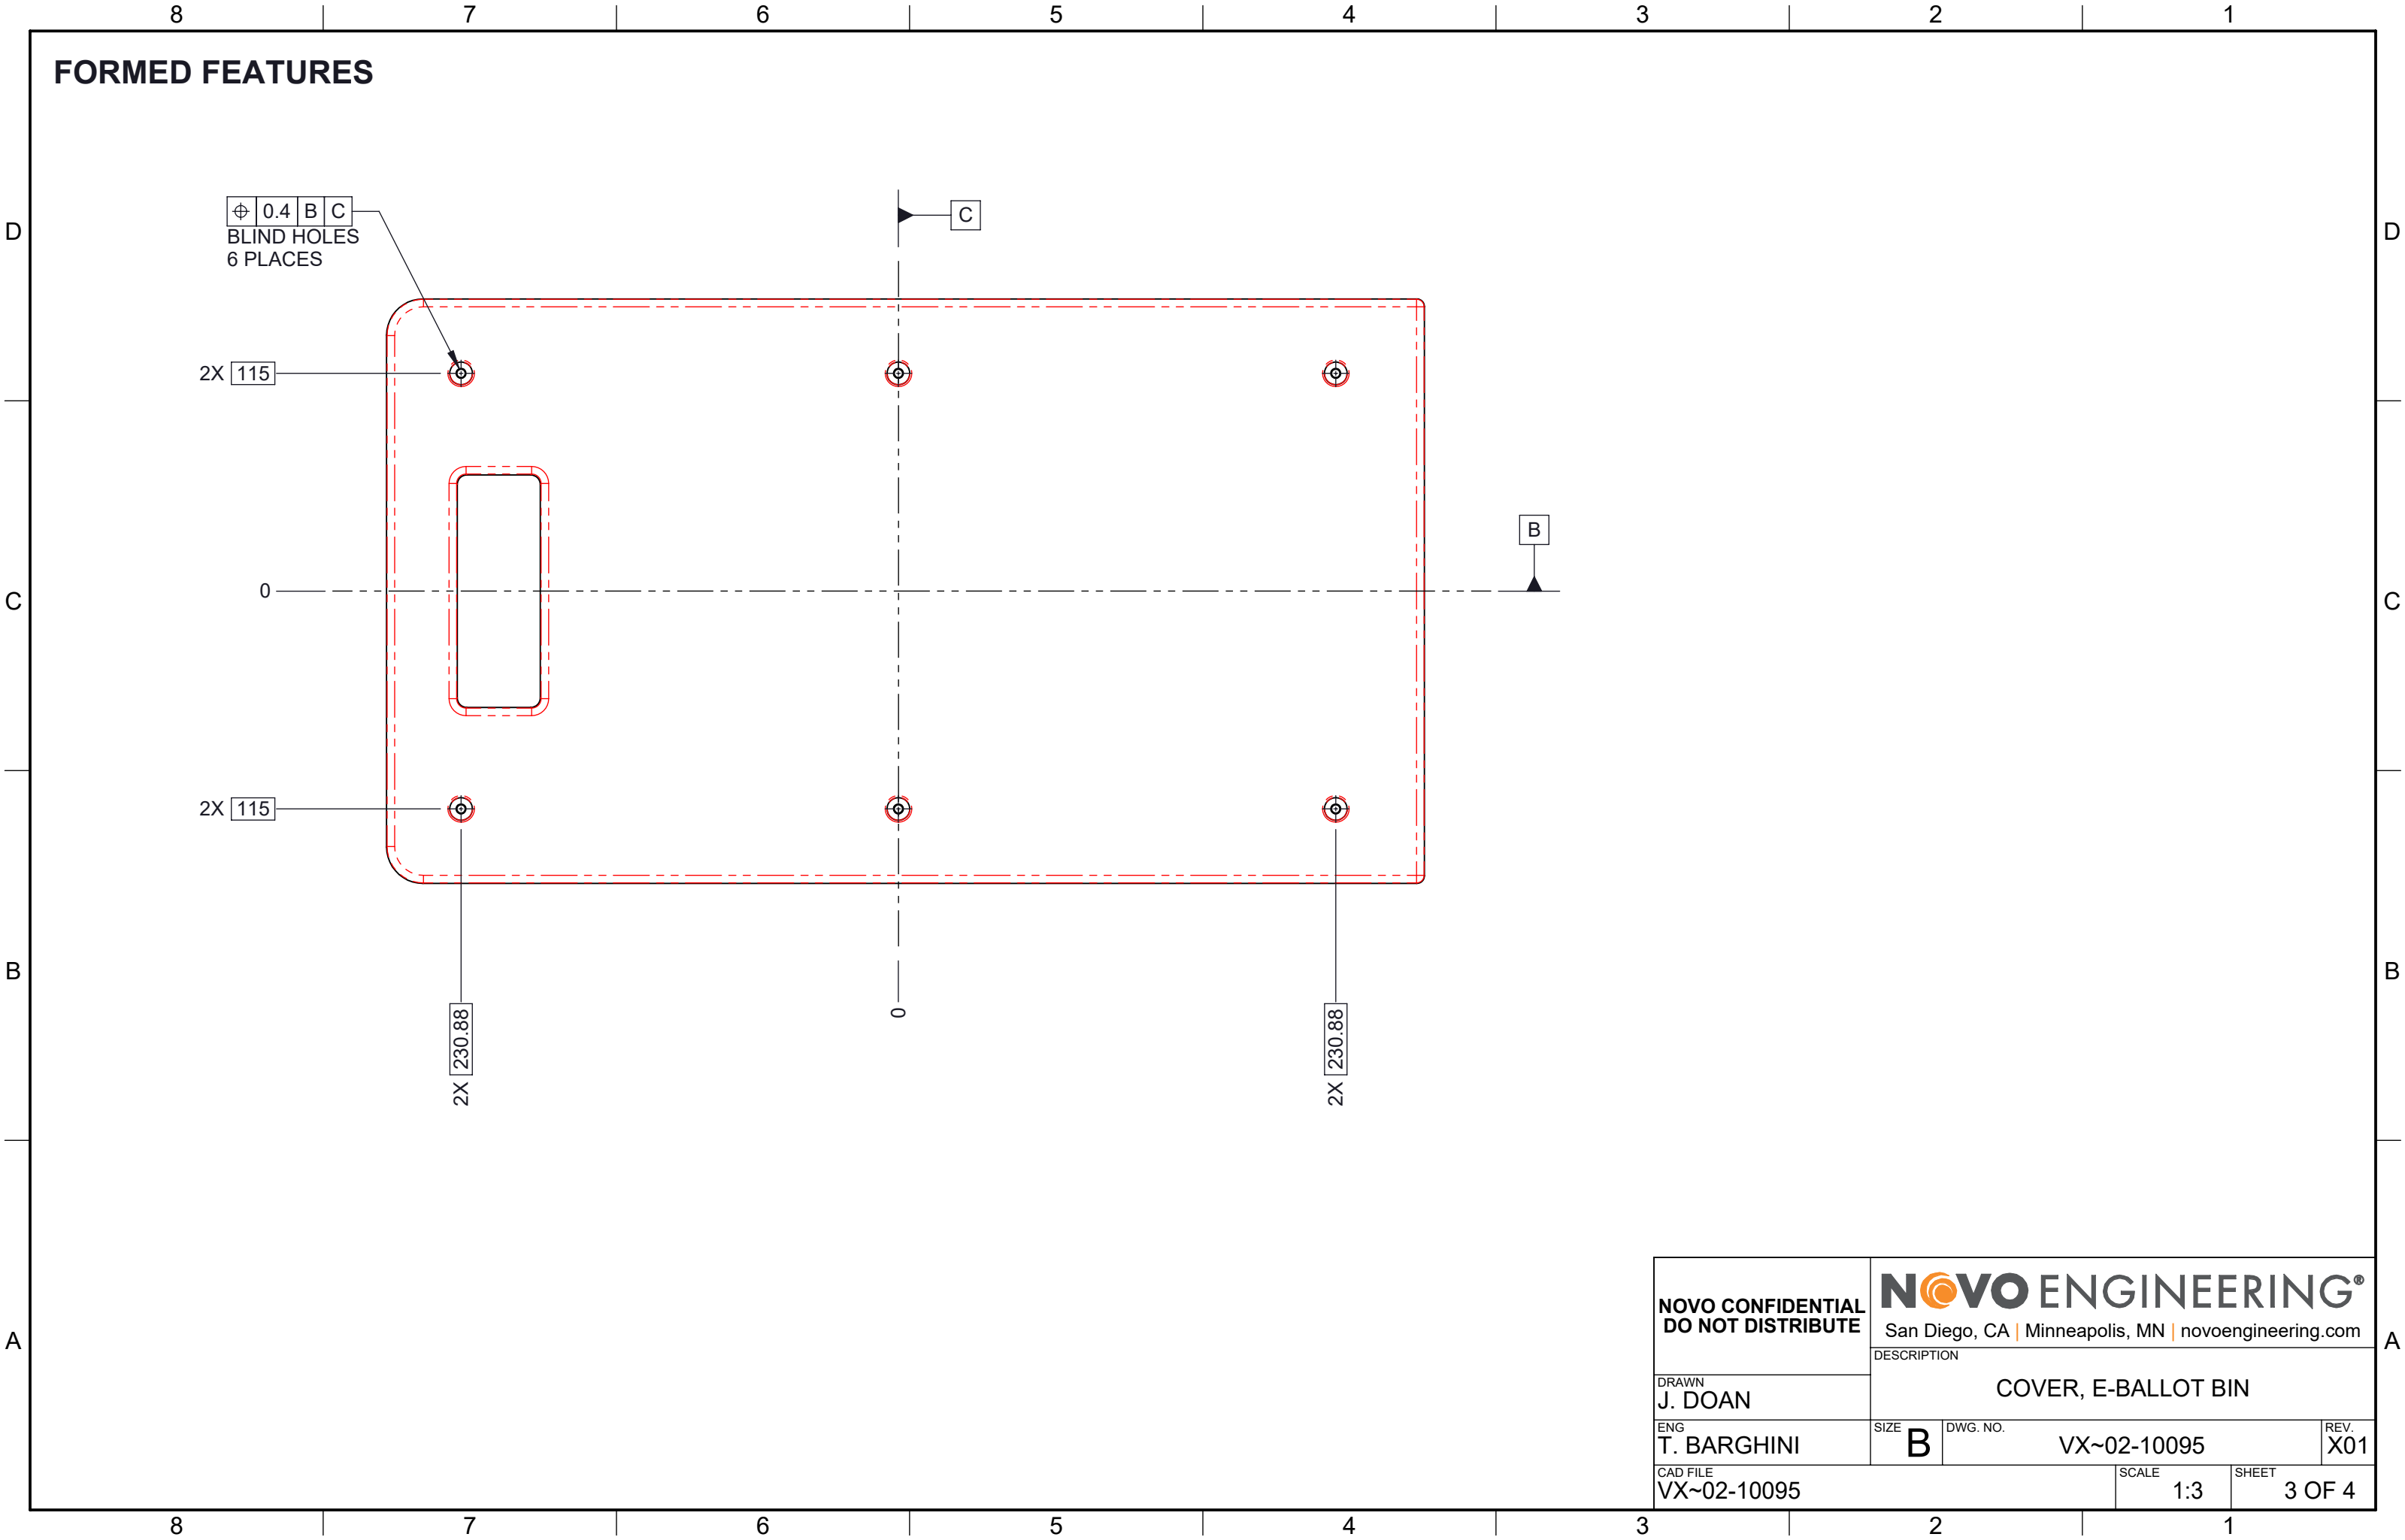 8 7 6 5 4 3 2 1
FORMED FEATURES
⌖ 0.4 B C
BLIND HOLES
6 PLACES
C
D D
2X 115
B
0
C C
2X 115
B B
2X 230.88
0
2X 230.88
A A
NOVO CONFIDENTIAL
DO NOT DISTRIBUTE
NOVO ENGINEERING®
San Diego, CA | Minneapolis, MN | novoengineering.com
DESCRIPTION
COVER, E-BALLOT BIN
DRAWN
J. DOAN
ENG
T. BARGHINI
SIZE
B
DWG. NO.
VX~02-10095
REV.
X01
CAD FILE
VX~02-10095
SCALE
1:3
SHEET
3 OF 4
8 7 6 5 4 3 2 1